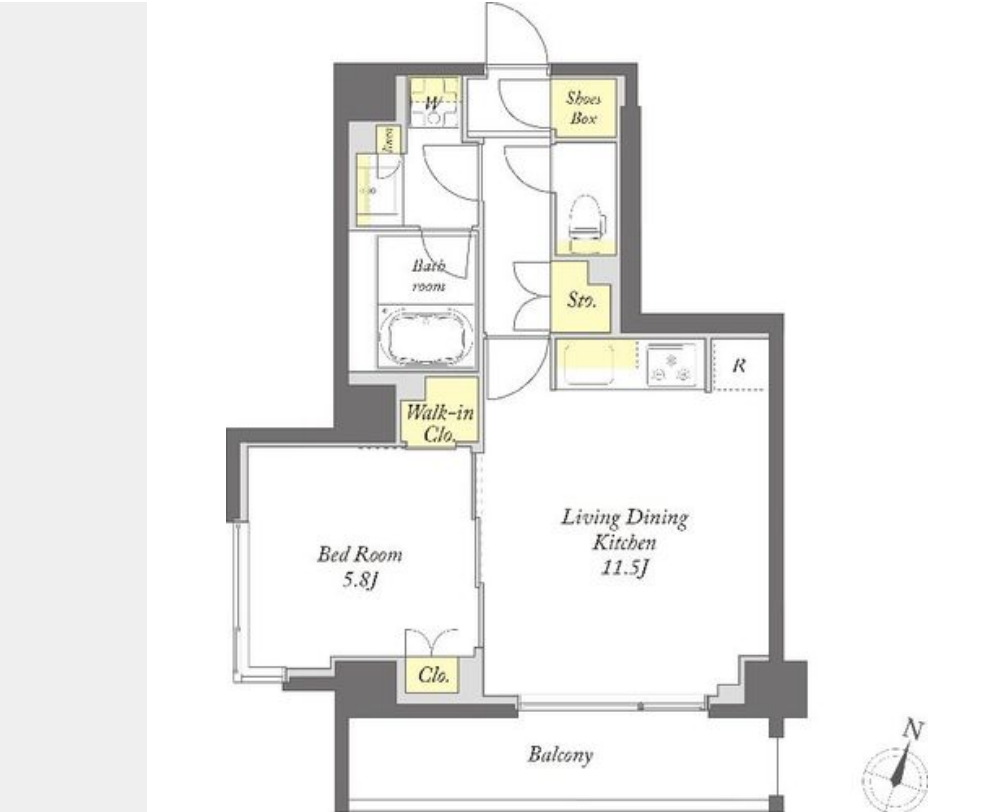 W
Shoes
Box
linen
Bath
room
Sto.
R
Walk-in
Clo.
Living Dining
Kitchen
11.5J
Bed Room
5.8J
Clo.
Balcony
N